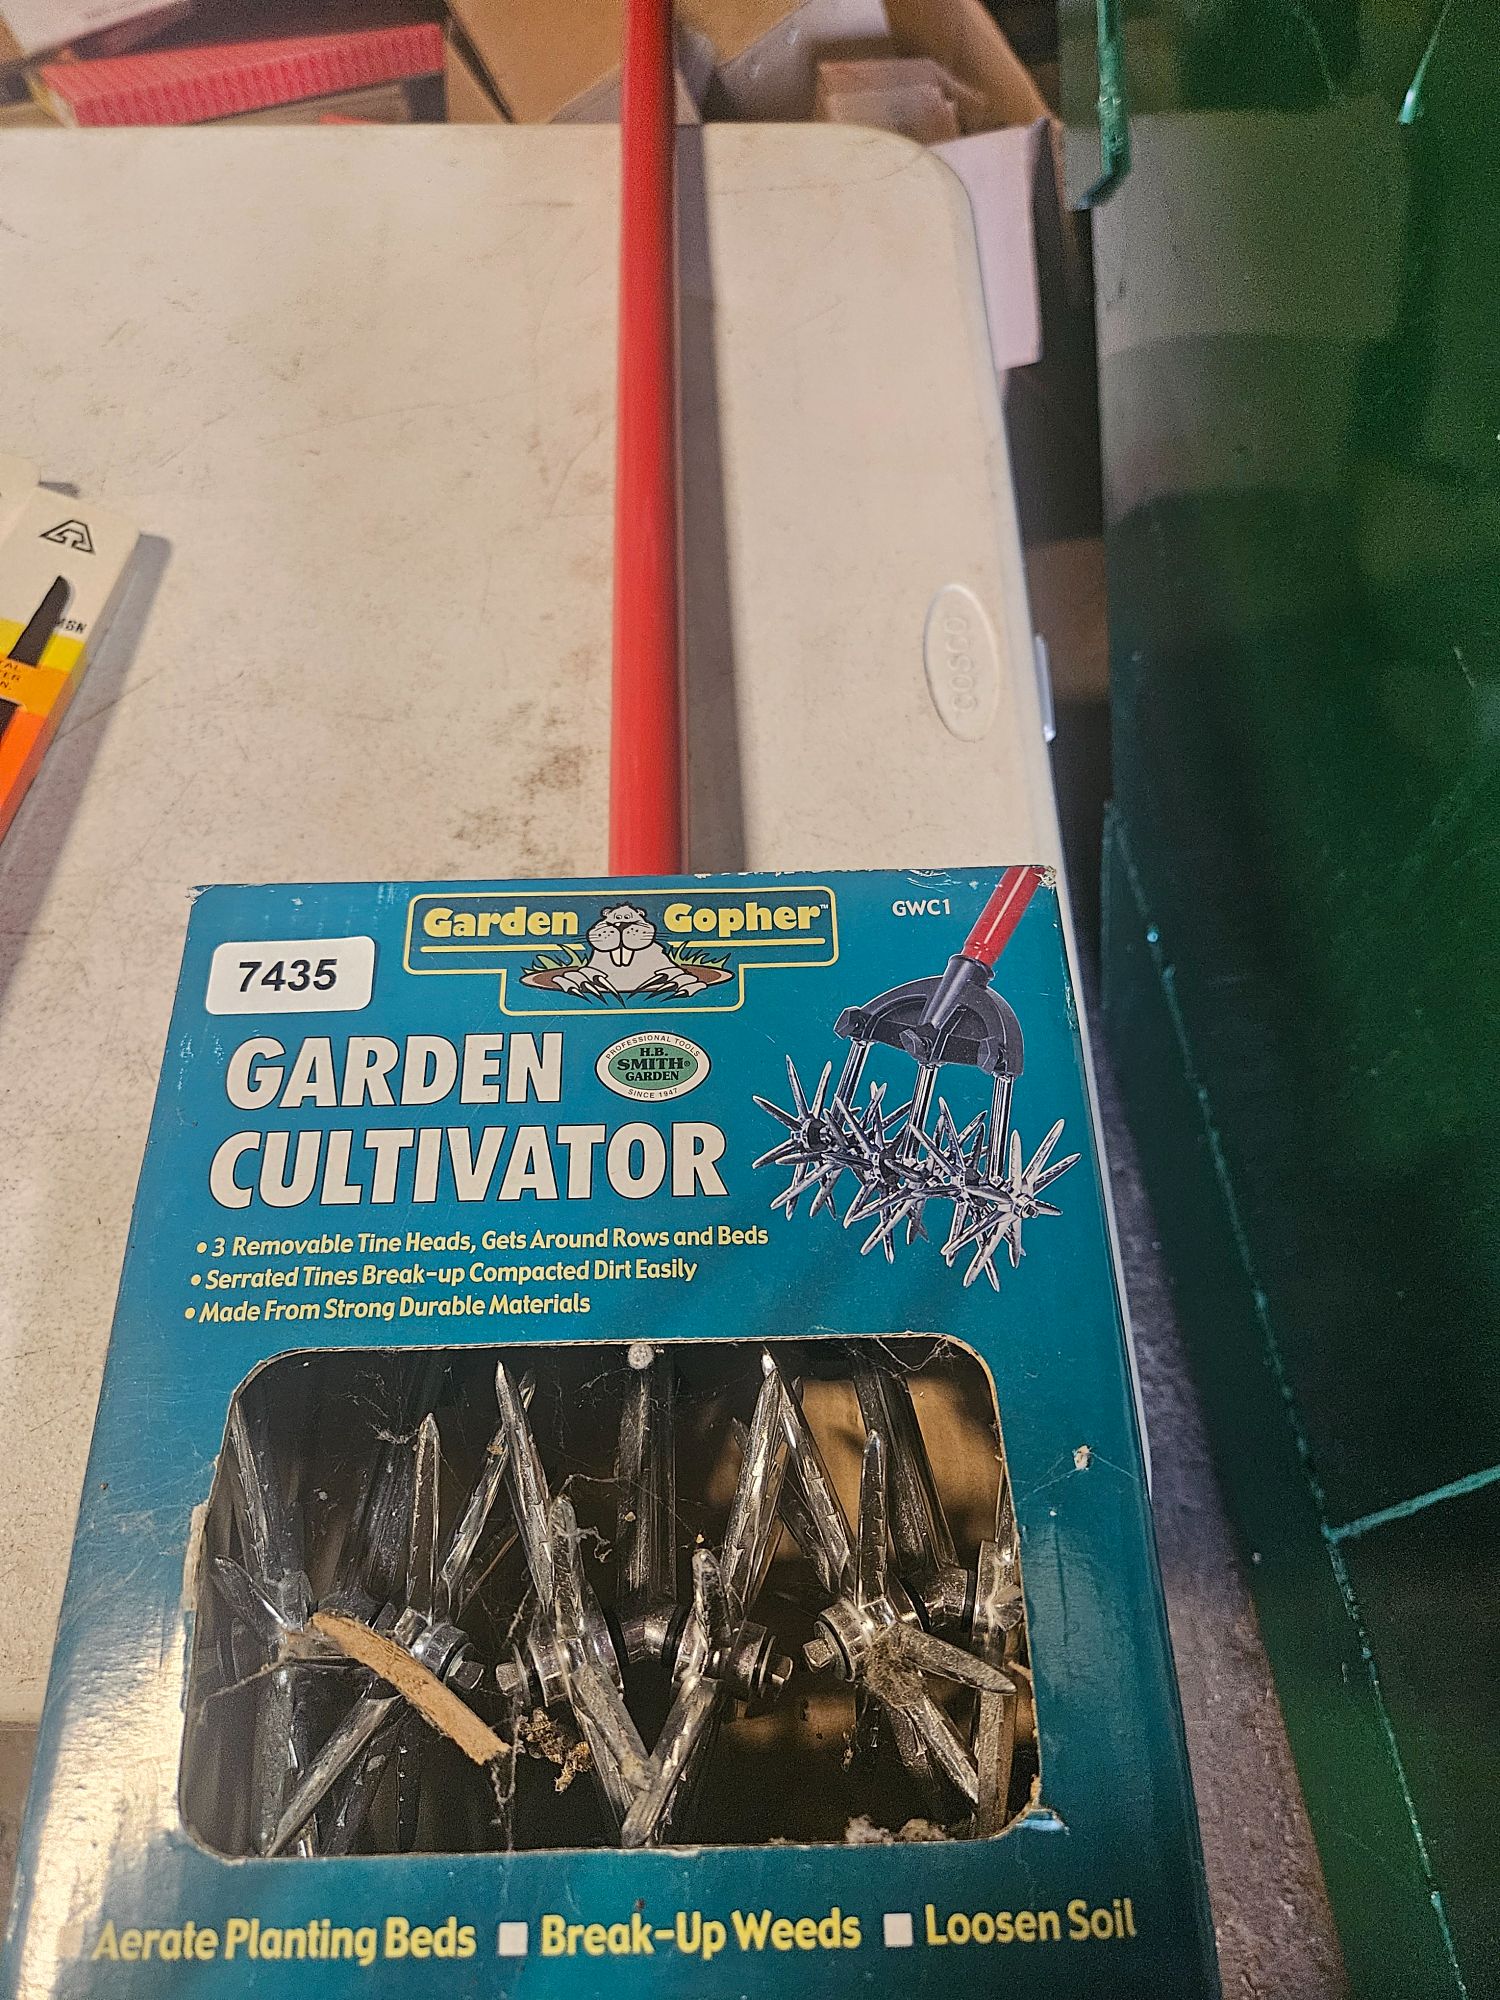 COSCO
Garden Gopher™
GWC1
7435
GARDEN
CULTIVATOR
PROFESSIONAL TOOLS
H.B.
SMITH®
GARDEN
SINCE 1947
• 3 Removable Tine Heads, Gets Around Rows and Beds
• Serrated Tines Break-up Compacted Dirt Easily
• Made From Strong Durable Materials
Aerate Planting Beds ■ Break-Up Weeds ■ Loosen Soil